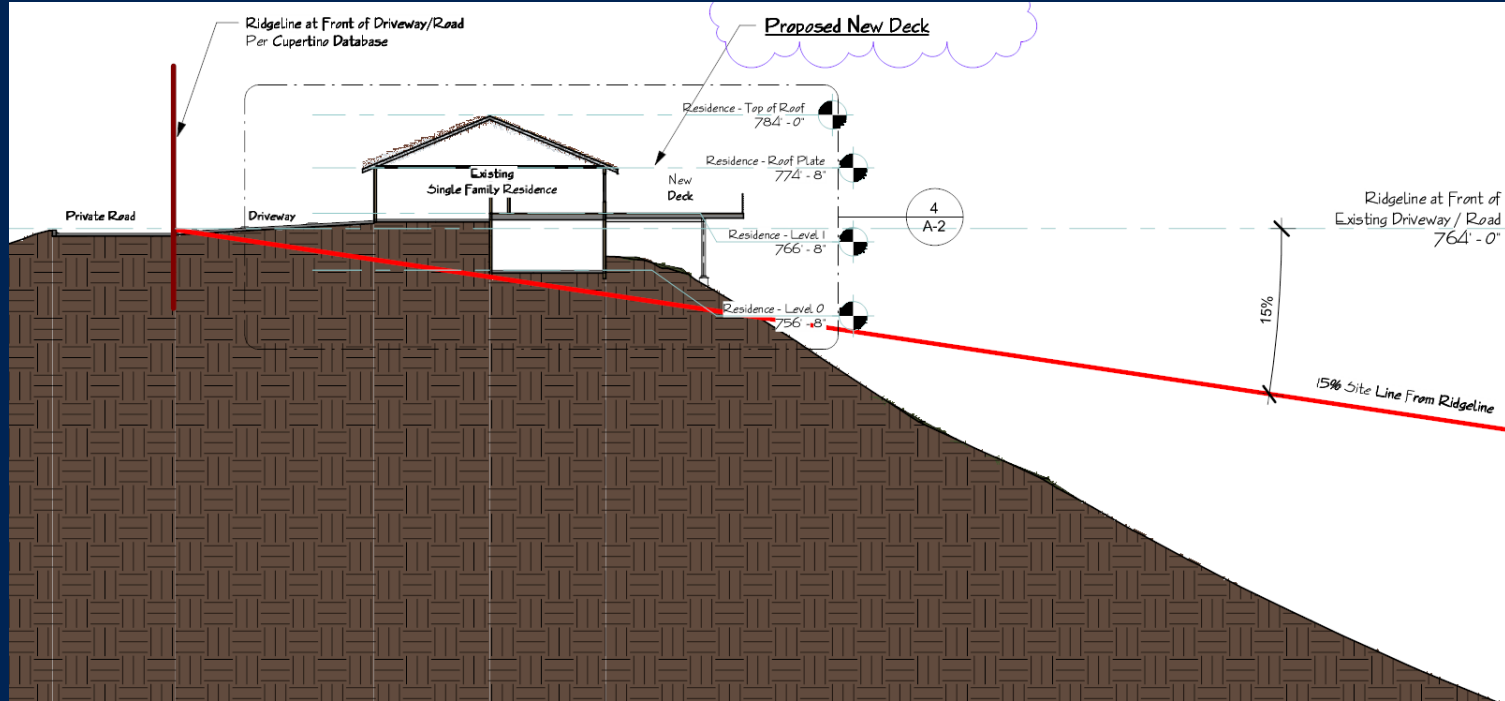 Ridgeline at Front of Driveway/Road
Per Cupertino Database
Proposed New Deck
Residence - Top of Roof
784' - 0"
Residence - Roof Plate
774' - 8"
Existing
Single Family Residence
New
Deck
Private Road
Driveway
4
A-2
Residence - Level 1
766' - 8"
Ridgeline at Front of
Existing Driveway / Road
764' - 0"
Residence - Level 0
756' - 8"
15%
15% Site Line From Ridgeline